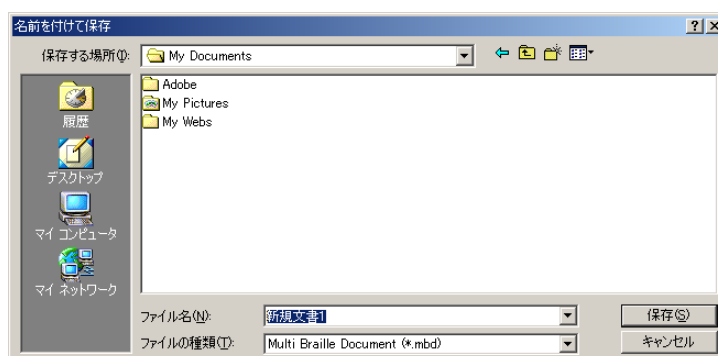 名前を付けて保存
保存する場所(I):
My Documents
履歴
デスクトップ
マイ コンピュータ
マイ ネットワーク
Adobe
My Pictures
My Webs
ファイル名(N):
新規文書1
保存(S)
ファイルの種類(T):
Multi Braille Document (*.mbd)
キャンセル